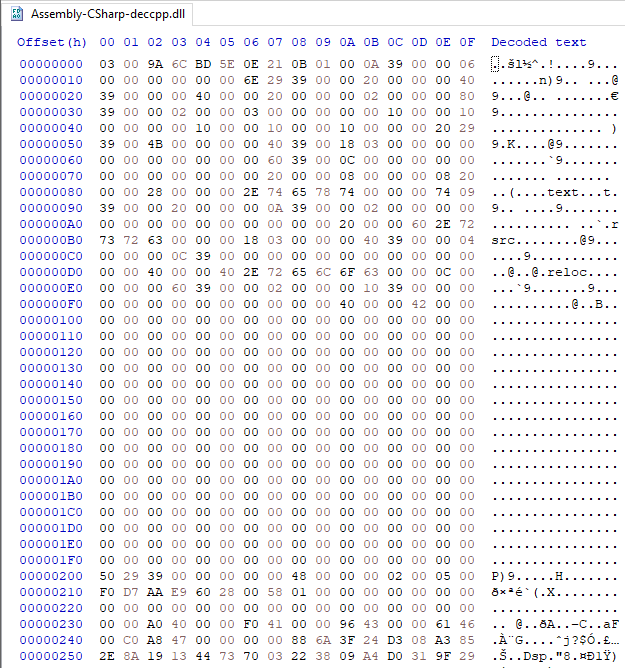 Assembly-CSharp-deccpp.dll
Offset(h) 00 01 02 03 04 05 06 07 08 09 0A 0B 0C 0D 0E 0F Decoded text
00000000 03 00 9A 6C BD 5E 0E 21 0B 01 00 0A 39 00 00 06 ..šl½^.!....9...
00000010 00 00 00 00 00 00 6E 29 39 00 00 20 00 00 00 40 ......n)9.. ...@
00000020 39 00 00 00 40 00 00 20 00 00 00 02 00 00 00 80 9...@.. .......€
00000030 39 00 00 02 00 00 03 00 00 00 00 00 10 00 00 10 9...............
00000040 00 00 00 00 10 00 00 10 00 00 10 00 00 00 20 29 .............. )
00000050 39 00 4B 00 00 00 00 40 39 00 18 03 00 00 00 00 9.K....@9.......
00000060 00 00 00 00 00 00 00 60 39 00 0C 00 00 00 00 00 .......`9.......
00000070 00 00 00 00 00 00 00 20 00 00 08 00 00 00 08 20 ....... ....... 
00000080 00 00 28 00 00 00 2E 74 65 78 74 00 00 00 74 09 ..(....text...t.
00000090 39 00 00 20 00 00 00 0A 39 00 00 02 00 00 00 00 9.. ....9.......
000000A0 00 00 00 00 00 00 00 00 00 00 20 00 00 60 2E 72 .......... ..`.r
000000B0 73 72 63 00 00 00 18 03 00 00 00 40 39 00 00 04 src........@9...
000000C0 00 00 00 0C 39 00 00 00 00 00 00 00 00 00 00 00 ....9...........
000000D0 00 00 40 00 00 40 2E 72 65 6C 6F 63 00 00 0C 00 ..@..@.reloc....
000000E0 00 00 00 60 39 00 00 02 00 00 00 10 39 00 00 00 ...`9.......9...
000000F0 00 00 00 00 00 00 00 00 00 00 40 00 00 42 00 00 ..........@..B..
00000100 00 00 00 00 00 00 00 00 00 00 00 00 00 00 00 00 ................
00000110 00 00 00 00 00 00 00 00 00 00 00 00 00 00 00 00 ................
00000120 00 00 00 00 00 00 00 00 00 00 00 00 00 00 00 00 ................
00000130 00 00 00 00 00 00 00 00 00 00 00 00 00 00 00 00 ................
00000140 00 00 00 00 00 00 00 00 00 00 00 00 00 00 00 00 ................
00000150 00 00 00 00 00 00 00 00 00 00 00 00 00 00 00 00 ................
00000160 00 00 00 00 00 00 00 00 00 00 00 00 00 00 00 00 ................
00000170 00 00 00 00 00 00 00 00 00 00 00 00 00 00 00 00 ................
00000180 00 00 00 00 00 00 00 00 00 00 00 00 00 00 00 00 ................
00000190 00 00 00 00 00 00 00 00 00 00 00 00 00 00 00 00 ................
000001A0 00 00 00 00 00 00 00 00 00 00 00 00 00 00 00 00 ................
000001B0 00 00 00 00 00 00 00 00 00 00 00 00 00 00 00 00 ................
000001C0 00 00 00 00 00 00 00 00 00 00 00 00 00 00 00 00 ................
000001D0 00 00 00 00 00 00 00 00 00 00 00 00 00 00 00 00 ................
000001E0 00 00 00 00 00 00 00 00 00 00 00 00 00 00 00 00 ................
000001F0 00 00 00 00 00 00 00 00 00 00 00 00 00 00 00 00 ................
00000200 50 29 39 00 00 00 00 00 48 00 00 00 02 00 05 00 P)9.....H.......
00000210 F0 D7 AA E9 60 28 00 58 01 00 00 00 00 00 00 00 ð×ªé`(.X........
00000220 00 00 00 00 00 00 00 00 00 00 00 00 00 00 00 00 ................
00000230 00 00 A0 40 00 00 F0 41 00 00 96 43 00 00 61 46 .. @..ðA..–C..aF
00000240 00 C0 A8 47 00 00 00 00 88 6A 3F 24 D3 08 A3 85 .À¨G....ˆj?$Ó.£…
00000250 2E 8A 19 13 44 73 70 03 22 38 09 A4 D0 31 9F 29 .Š..Dsp."8.¤Ð1Ÿ)